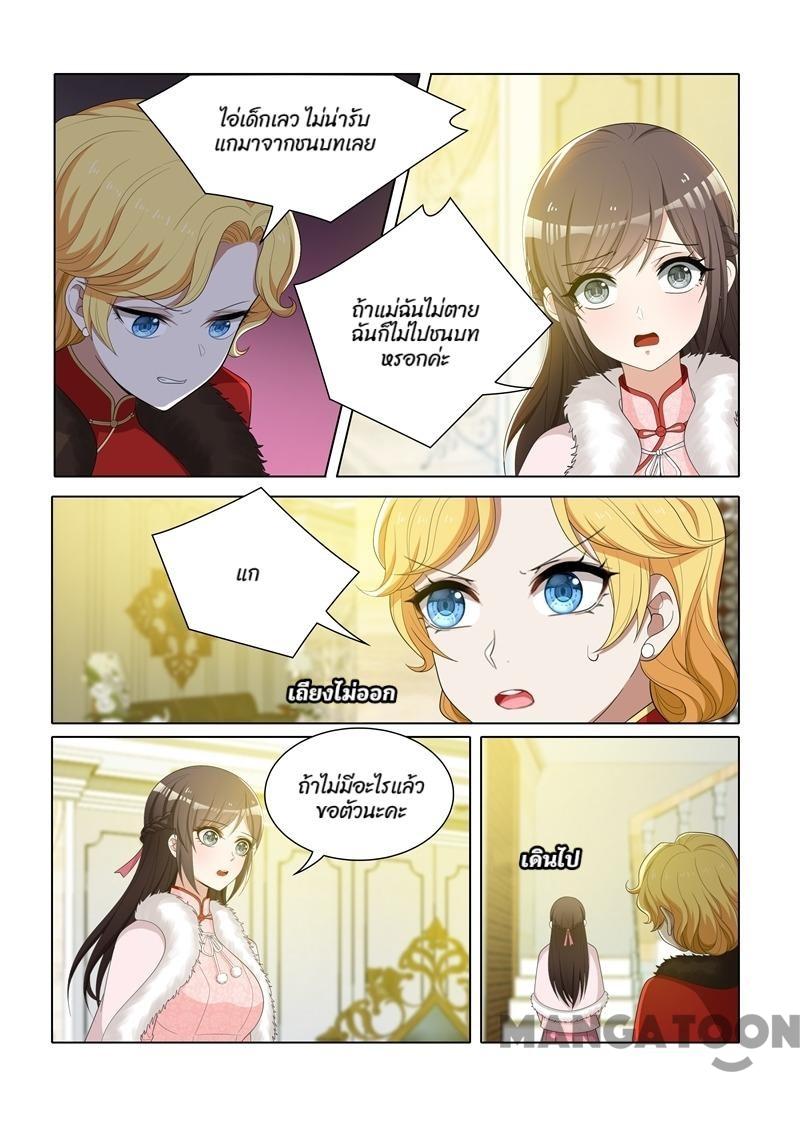 ไอ่เด็กเลว ไม่น่ารับ
แกมาจากชนบทเลย
ถ้าแม่ฉันไม่ตาย
ฉันก็ไม่ไปชนบท
หรอกค่ะ
แก
เถียงไม่ออก
ถ้าไม่มีอะไรแล้ว
ขอตัวนะคะ
เดินไป
MANGATOON